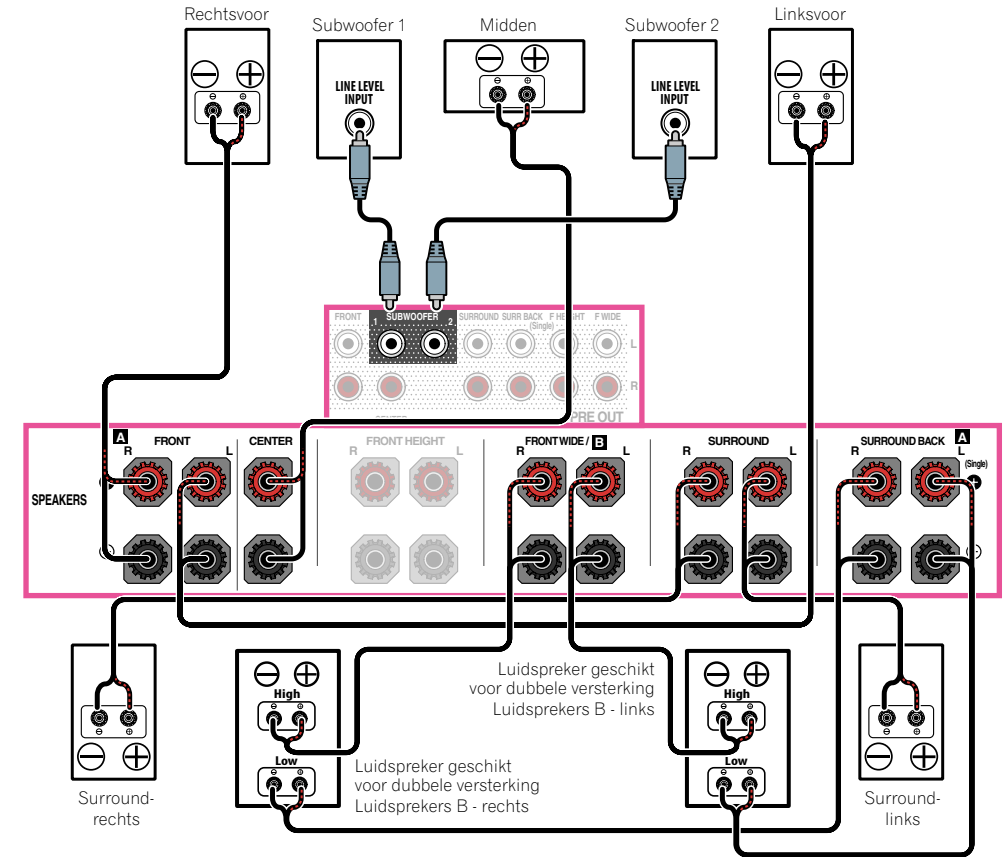 Rechtsvoor
Subwoofer 1
Midden
Subwoofer 2
Linksvoor
LINE LEVEL
INPUT
LINE LEVEL
INPUT
FRONT
SUBWOOFER
1
2
SURROUND
SURR BACK
(Single)
F HEIGHT
F WIDE
L
R
PRE OUT
A
FRONT
R
L
CENTER
FRONT HEIGHT
R
L
FRONT WIDE / B
R
L
SURROUND
R
L
SURROUND BACK
A
R
L
(Single)
SPEAKERS
High
Low
Luidspreker geschikt
voor dubbele versterking
Luidsprekers B - links
High
Low
Luidspreker geschikt
voor dubbele versterking
Luidsprekers B - rechts
Surround-
rechts
Surround-
links